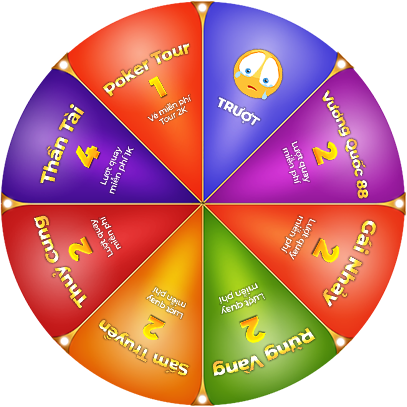 TRƯỢT
Vương Quốc 88
2
Lượt quay
miễn phí
Gái Nhảy
2
Lượt quay
miễn phí
Rừng Vàng
2
Lượt quay
miễn phí
Sấm Truyền
2
Lượt quay
miễn phí
Thuỷ Cung
2
Lượt quay
miễn phí
Thần Tài
4
Lượt quay
miễn phí 1K
Poker Tour
1
Ve miễn phí
Tour 2K